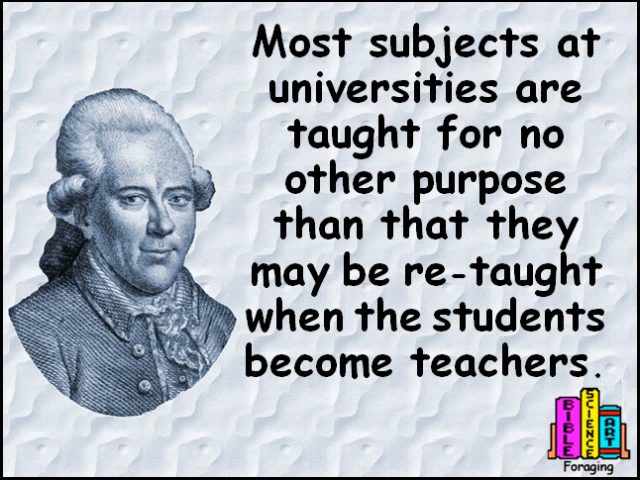 Most subjects at
universities are
taught for no
other purpose
than that they
may be re-taught
when the students
become teachers.
BIBLE
SCIENCE
ART
Foraging